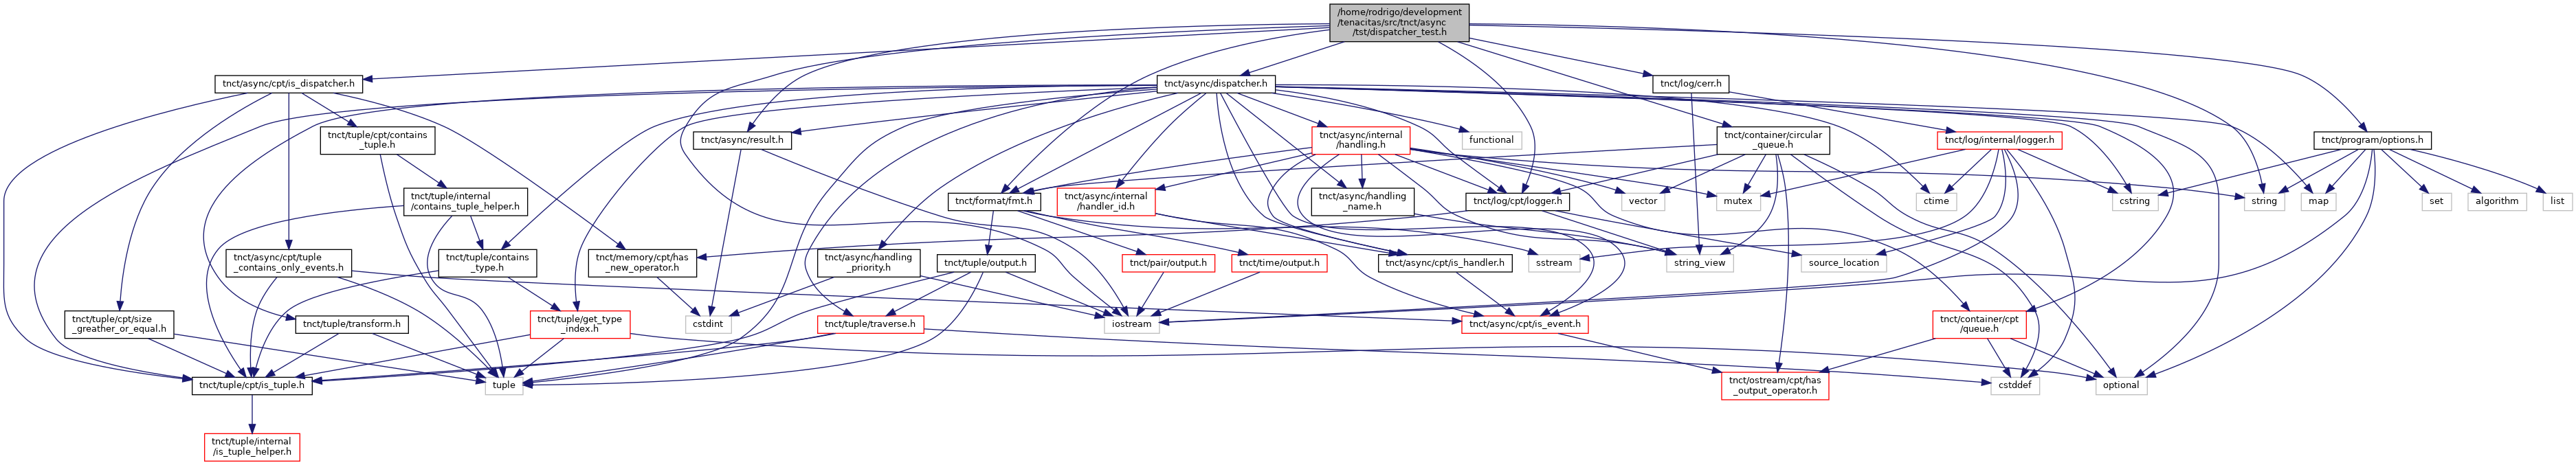 /home/rodrigo/development
/tenacitas/src/tnct/async
/tst/dispatcher_test.h
tnct/async/cpt/is_dispatcher.h
tnct/async/dispatcher.h
tnct/log/cerr.h
tnct/tuple/cpt/contains
_tuple.h
tnct/async/result.h
tnct/async/internal
/handling.h
functional
tnct/container/circular
_queue.h
tnct/log/internal/logger.h
tnct/program/options.h
tnct/tuple/internal
/contains_tuple_helper.h
tnct/format/fmt.h
tnct/async/internal
/handler_id.h
tnct/async/handling
_name.h
tnct/log/cpt/logger.h
vector
mutex
ctime
cstring
string
map
set
algorithm
list
tnct/async/cpt/tuple
_contains_only_events.h
tnct/tuple/contains
_type.h
tnct/memory/cpt/has
_new_operator.h
tnct/async/handling
_priority.h
tnct/tuple/output.h
tnct/pair/output.h
tnct/time/output.h
tnct/async/cpt/is_handler.h
sstream
string_view
source_location
tnct/tuple/cpt/size
_greather_or_equal.h
tnct/tuple/transform.h
tnct/tuple/get_type
_index.h
cstdint
tnct/tuple/traverse.h
iostream
tnct/async/cpt/is_event.h
tnct/container/cpt
/queue.h
tnct/tuple/cpt/is_tuple.h
tuple
tnct/ostream/cpt/has
_output_operator.h
cstddef
optional
tnct/tuple/internal
/is_tuple_helper.h